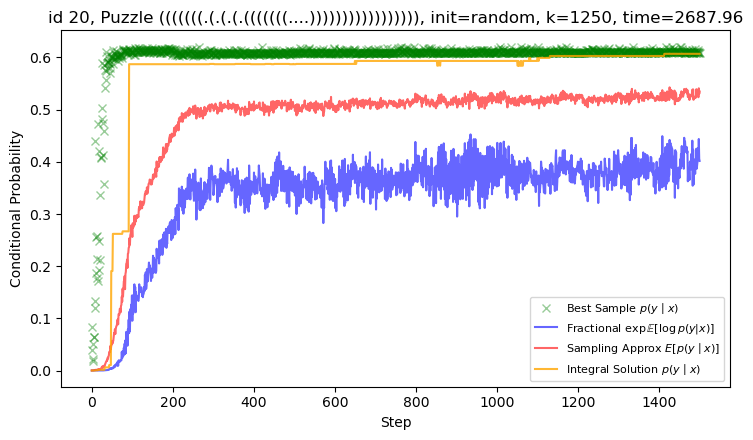 id 20, Puzzle (((((((.(.(.(.(((((((....))))))))))))))))), init=random, k=1250, time=2687.96
0.6
0.5
0.4
0.3
0.2
0.1
0.0
Conditional Probability
Best Sample p(y | x)
Fractional exp𝔼[log p(y|x)]
Sampling Approx E[p(y | x)]
Integral Solution p(y | x)
0 200 400 600 800 1000 1200 1400
Step